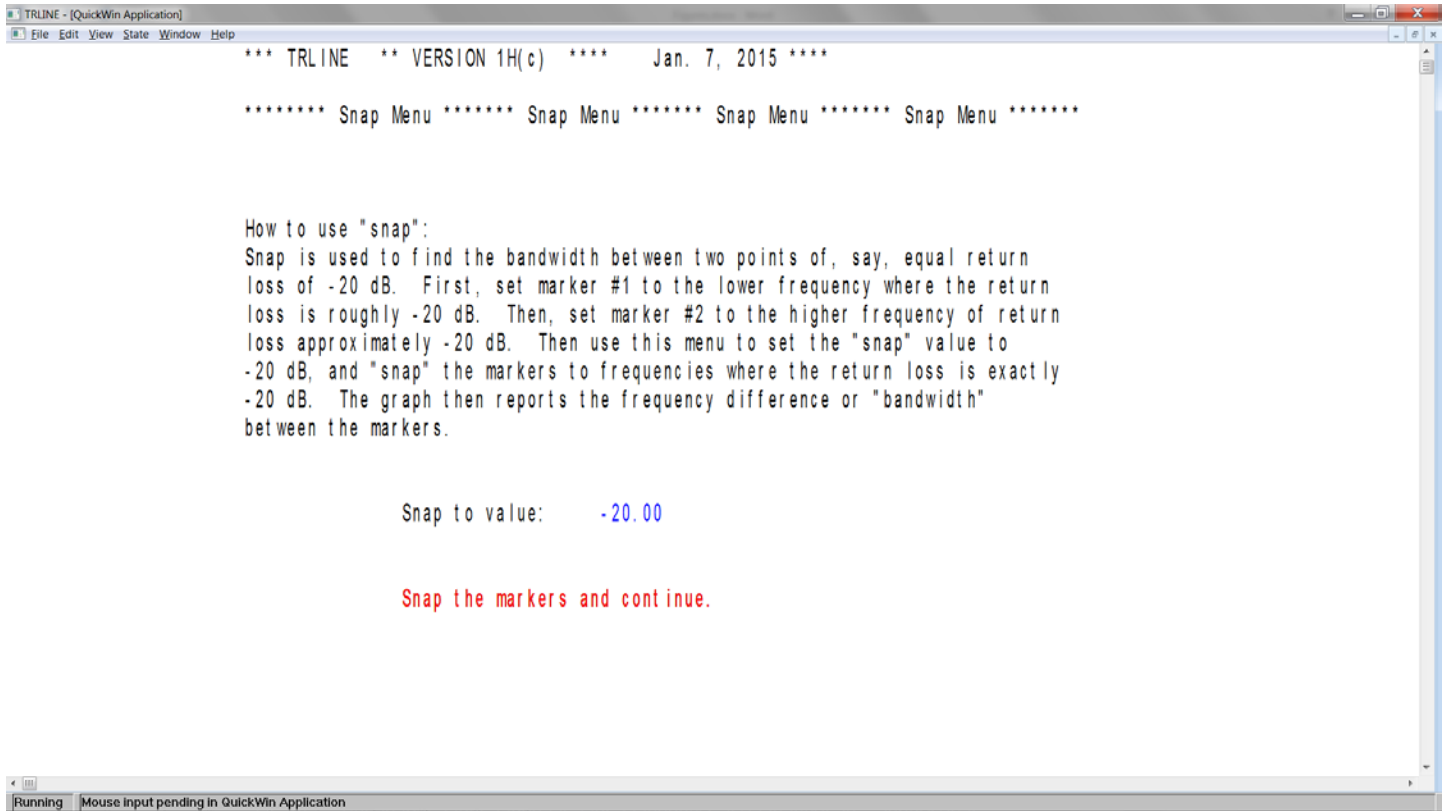 TRLINE - [QuickWin Application]
File Edit View State Window Help
*** TRLINE ** VERSION 1H(c) **** Jan. 7, 2015 ****
******** Snap Menu ******* Snap Menu ******* Snap Menu ******* Snap Menu *******
How to use "snap":
Snap is used to find the bandwidth between two points of, say, equal return
loss of -20 dB. First, set marker #1 to the lower frequency where the return
loss is roughly -20 dB. Then, set marker #2 to the higher frequency of return
loss approximately -20 dB. Then use this menu to set the "snap" value to
-20 dB, and "snap" the markers to frequencies where the return loss is exactly
-20 dB. The graph then reports the frequency difference or "bandwidth"
between the markers.
Snap to value: -20.00
Snap the markers and continue.
Running Mouse input pending in QuickWin Application